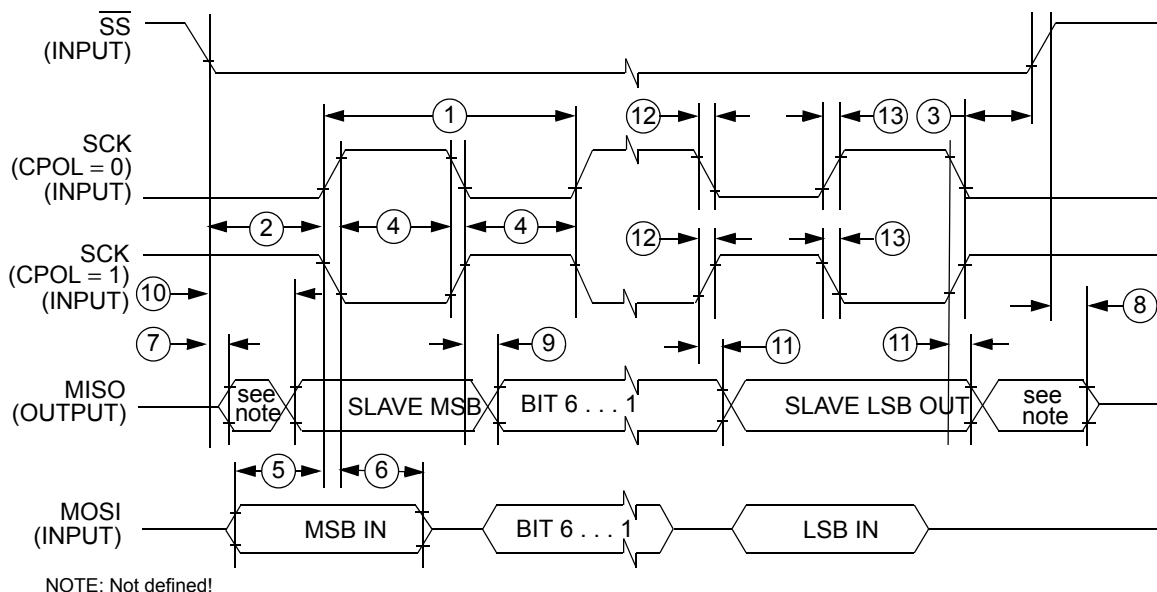 SS
(INPUT)
1
12
13
3
SCK
(CPOL = 0)
(INPUT)
2
4
4
12
13
SCK
(CPOL = 1)
(INPUT)
10
8
7
9
11
11
MISO
(OUTPUT)
see
note
SLAVE MSB
BIT 6 . . . 1
SLAVE LSB OUT
see
note
5
6
MOSI
(INPUT)
MSB IN
BIT 6 . . . 1
LSB IN
NOTE: Not defined!